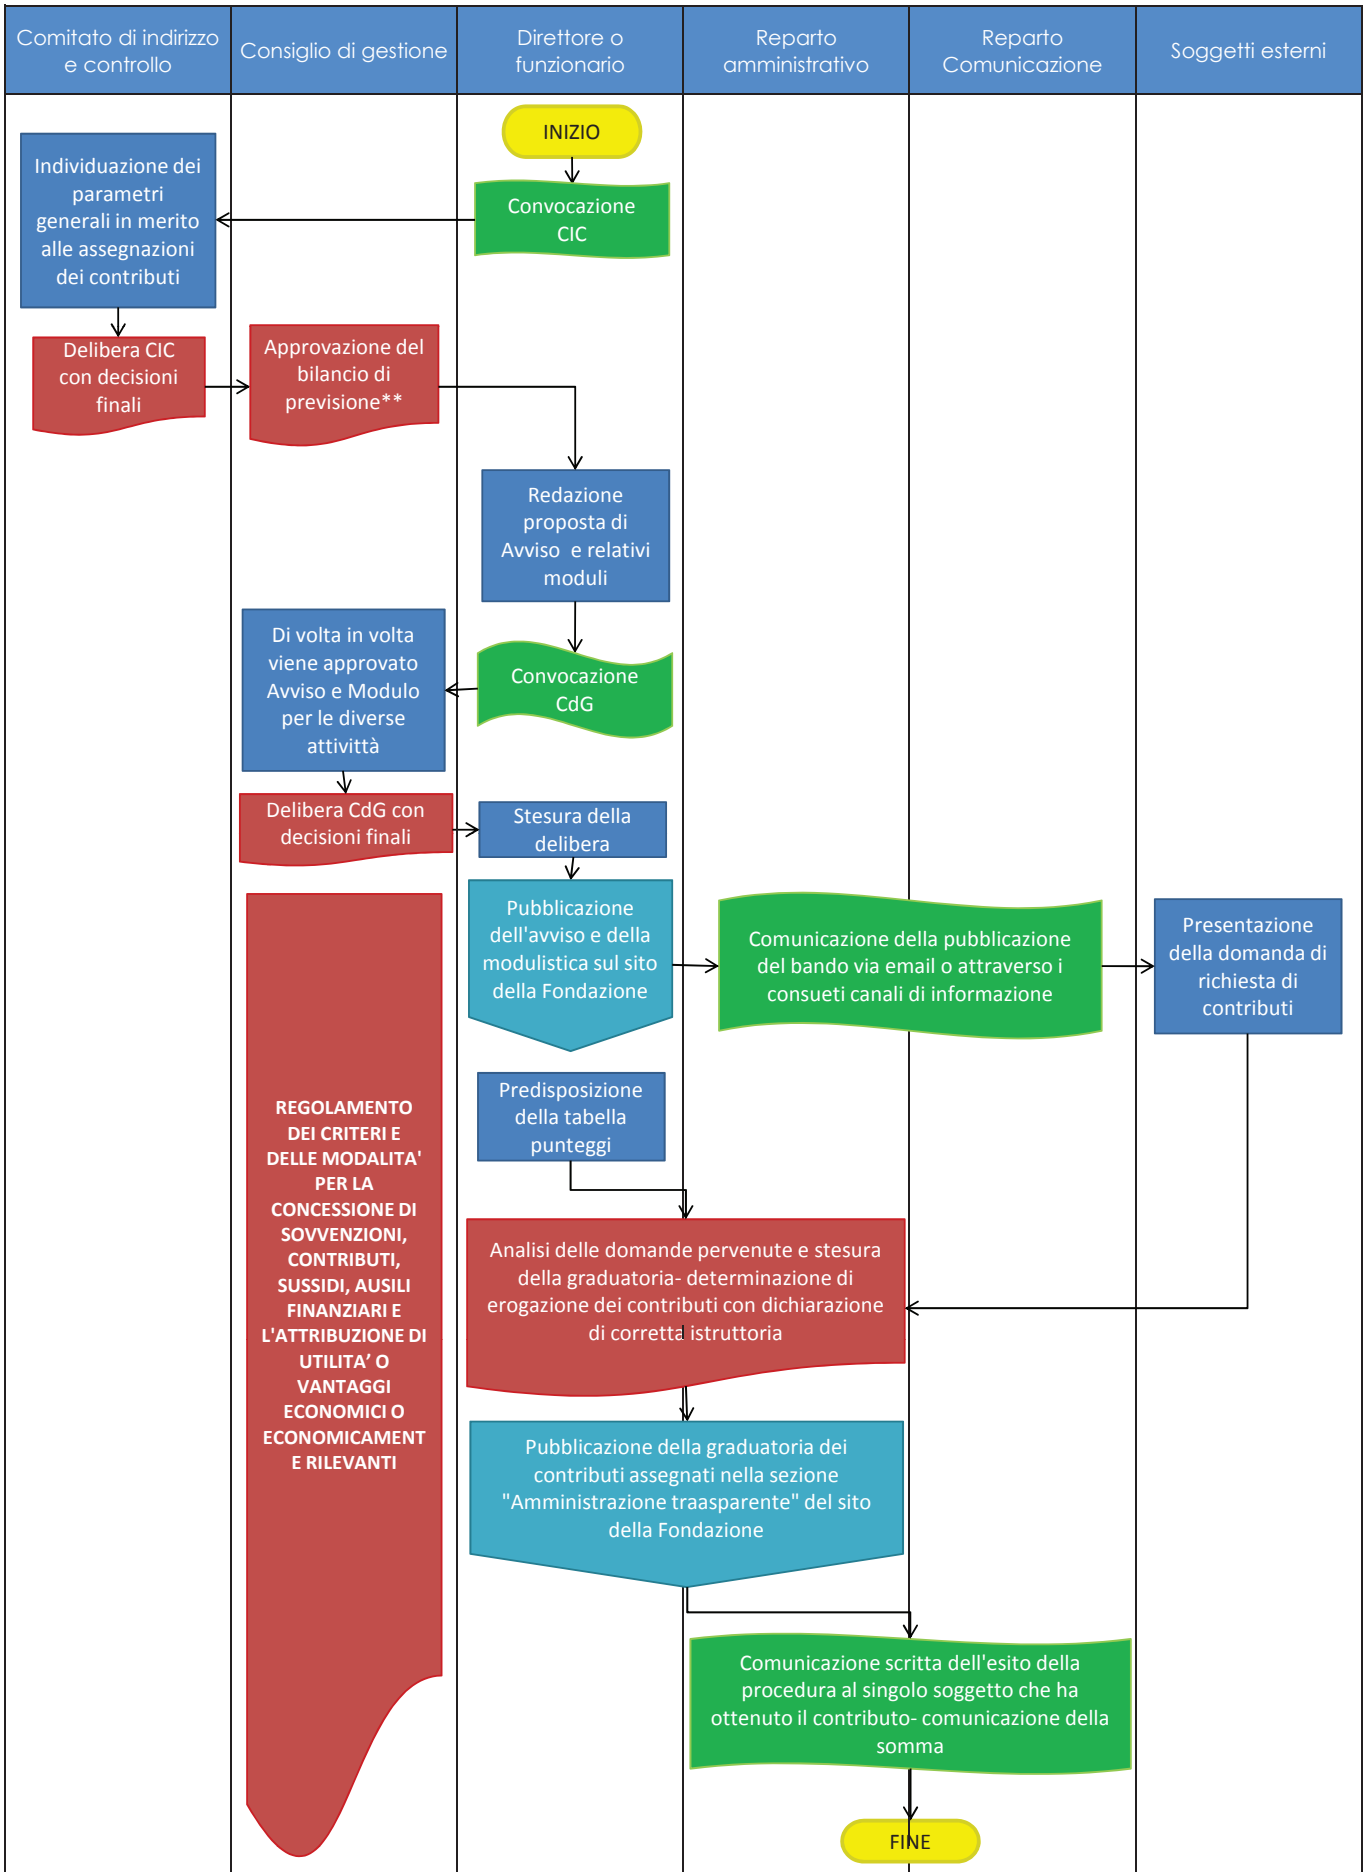 Comitato di indirizzo
e controllo
Consiglio di gestione
Direttore o
funzionario
Reparto
amministrativo
Reparto
Comunicazione
Soggetti esterni
INIZIO
Convocazione
CIC
Individuazione dei
parametri
generali in merito
alle assegnazioni
dei contributi
Delibera CIC
con decisioni
finali
Approvazione del
bilancio di
previsione**
Redazione
proposta di
Avviso e relativi
moduli
Convocazione
CdG
Di volta in volta
viene approvato
Avviso e Modulo
per le diverse
attivittà
Delibera CdG con
decisioni finali
Stesura della
delibera
Pubblicazione
dell'avviso e della
modulistica sul sito
della Fondazione
Comunicazione della pubblicazione
del bando via email o attraverso i
consueti canali di informazione
Presentazione
della domanda di
richiesta di
contributi
REGOLAMENTO
DEI CRITERI E
DELLE MODALITA'
PER LA
CONCESSIONE DI
SOVVENZIONI,
CONTRIBUTI,
SUSSIDI, AUSILI
FINANZIARI E
L'ATTRIBUZIONE DI
UTILITA’ O
VANTAGGI
ECONOMICI O
ECONOMICAMENT
E RILEVANTI
Predisposizione
della tabella
punteggi
Analisi delle domande pervenute e stesura
della graduatoria- determinazione di
erogazione dei contributi con dichiarazione
di corretta istruttoria
Pubblicazione della graduatoria dei
contributi assegnati nella sezione
"Amministrazione traasparente" del sito
della Fondazione
Comunicazione scritta dell'esito della
procedura al singolo soggetto che ha
ottenuto il contributo- comunicazione della
somma
FINE